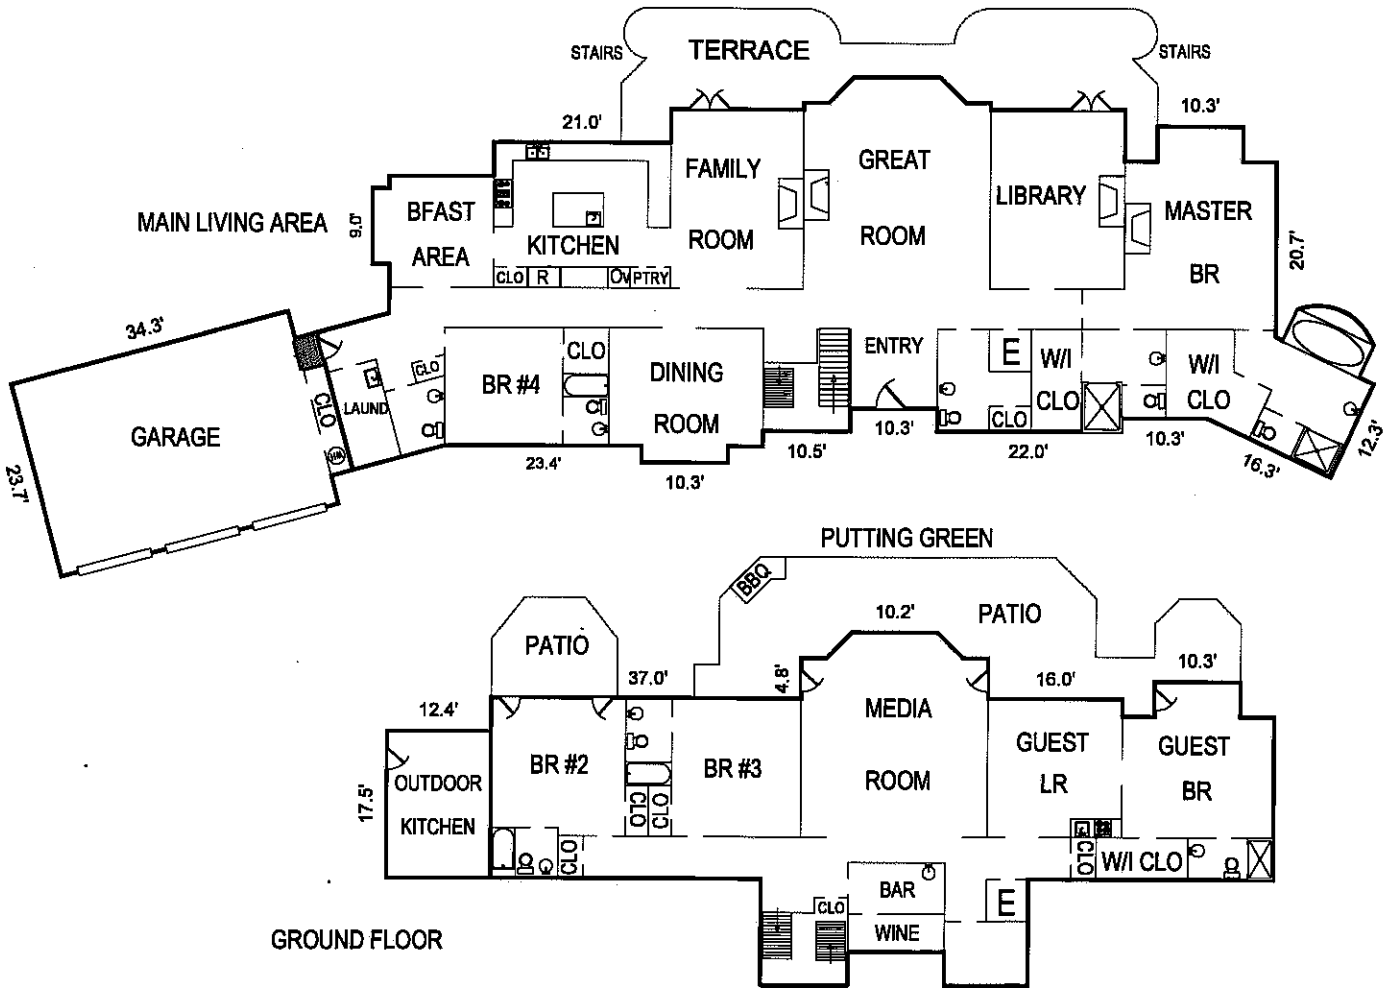 TERRACE
STAIRS
STAIRS
10.3'
21.0'
FAMILY
ROOM
GREAT
ROOM
LIBRARY
MASTER
BR
20.7'
MAIN LIVING AREA
9.0'
BFAST
AREA
KITCHEN
CLO
R
OV
PTRY
34.3'
GARAGE
23.7'
CLO
WH
LAUND
CLO
BR #4
CLO
DINING
ROOM
ENTRY
E
W/I
CLO
CLO
W/I
CLO
23.4'
10.3'
10.5'
10.3'
22.0'
10.3'
16.3'
12.3'
PUTTING GREEN
BBQ
PATIO
PATIO
10.2'
10.3'
37.0'
4.8'
16.0'
12.4'
17.5'
OUTDOOR
KITCHEN
BR #2
CLO
CLO
CLO
BR #3
MEDIA
ROOM
GUEST
LR
GUEST
BR
CLO
W/I CLO
BAR
CLO
WINE
E
GROUND FLOOR